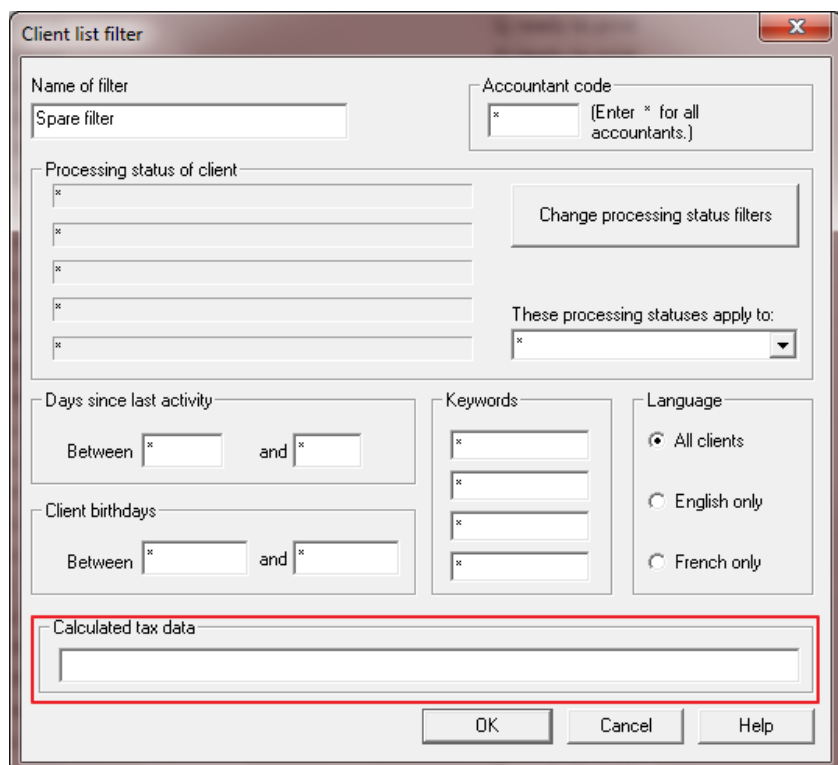 Client list filter
Name of filter
Spare filter
Accountant code
*
(Enter * for all
accountants.)
Processing status of client
*
*
*
*
*
Change processing status filters
These processing statuses apply to:
*
Days since last activity
Between * and *
Client birthdays
Between * and *
Keywords
*
*
*
*
Language
All clients
English only
French only
Calculated tax data
OK Cancel Help